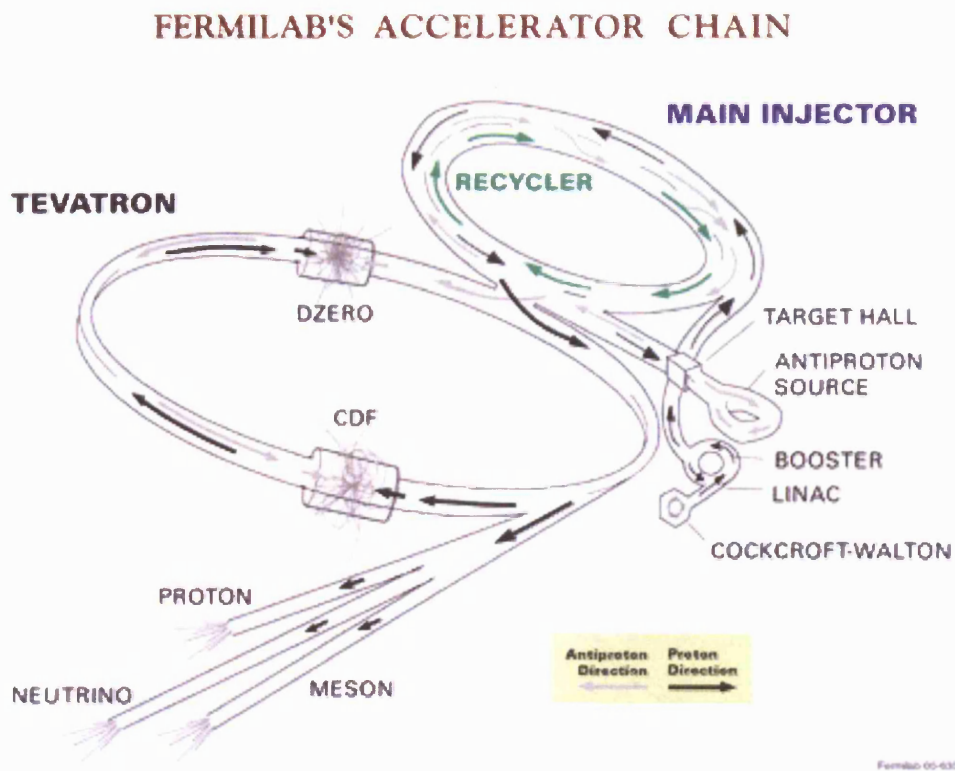 FERMILAB'S ACCELERATOR CHAIN
MAIN INJECTOR
RECYCLER
TEVATRON
DZERO
TARGET HALL
ANTIPROTON
SOURCE
CDF
BOOSTER
LINAC
COCKCROFT-WALTON
PROTON
NEUTRINO
MESON
Antiproton Proton
Direction Direction
Fermilab